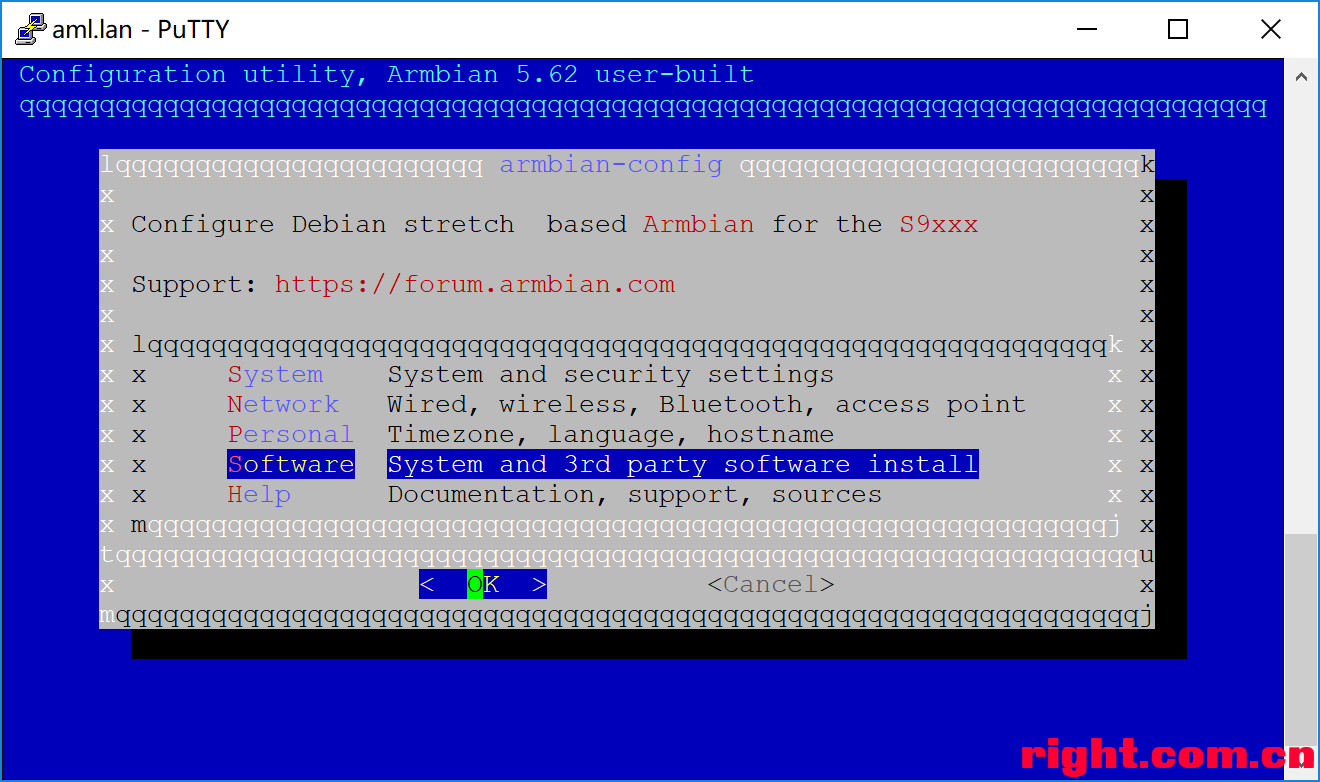 aml.lan - PuTTY
Configuration utility, Armbian 5.62 user-built
qqqqqqqqqqqqqqqqqqqqqqqqqqqqqqqqqqqqqqqqqqqqqqqqqqqqqqqqqqqqqqqqqqqqqqqqqqqqqq
lqqqqqqqqqqqqqqqqqqqqqqq armbian-config qqqqqqqqqqqqqqqqqqqqqqqqqk
x x
x Configure Debian stretch  based Armbian for the S9xxx x
x x
x Support: https://forum.armbian.com x
x x
x lqqqqqqqqqqqqqqqqqqqqqqqqqqqqqqqqqqqqqqqqqqqqqqqqqqqqqqqqqqqqk x
x x System System and security settings x x
x x Network Wired, wireless, Bluetooth, access point x x
x x Personal Timezone, language, hostname x x
x x Software System and 3rd party software install x x
x x Help Documentation, support, sources x x
x mqqqqqqqqqqqqqqqqqqqqqqqqqqqqqqqqqqqqqqqqqqqqqqqqqqqqqqqqqqqqj x
tqqqqqqqqqqqqqqqqqqqqqqqqqqqqqqqqqqqqqqqqqqqqqqqqqqqqqqqqqqqqqqqqu
x < OK > <Cancel> x
mqqqqqqqqqqqqqqqqqqqqqqqqqqqqqqqqqqqqqqqqqqqqqqqqqqqqqqqqqqqqqqqqj
right.com.cn